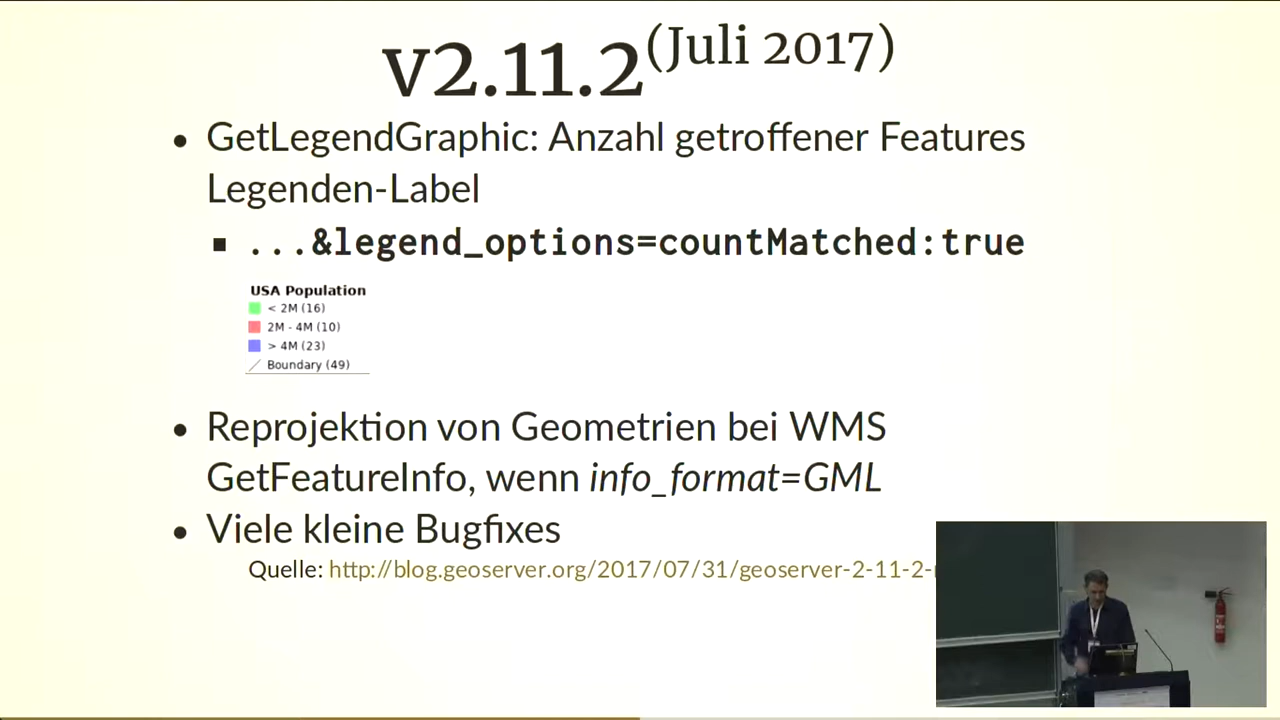 v2.11.2(Juli 2017)
GetLegendGraphic: Anzahl getroffener Features
Legenden-Label
...&legend_options=countMatched:true
USA Population
< 2M (16)
2M - 4M (10)
> 4M (23)
Boundary (49)
Reprojektion von Geometrien bei WMS
GetFeatureInfo, wenn info_format=GML
Viele kleine Bugfixes
Quelle: http://blog.geoserver.org/2017/07/31/geoserver-2-11-2-